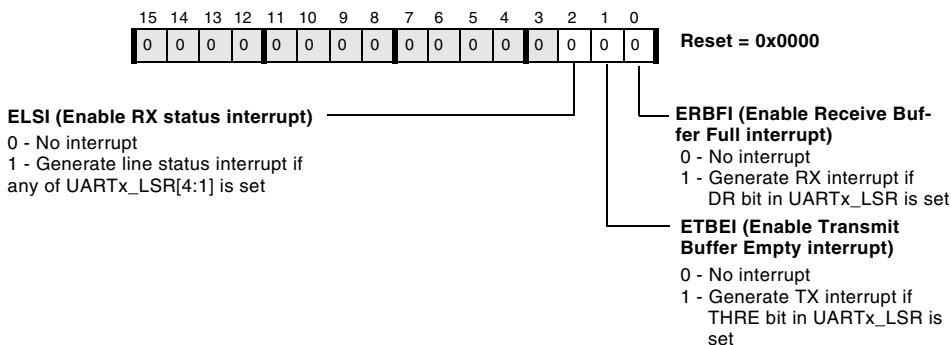 15 14 13 12 11 10 9 8 7 6 5 4 3 2 1 0
0 0 0 0 0 0 0 0 0 0 0 0 0 0 0 0
Reset = 0x0000
ELSI (Enable RX status interrupt)
0 - No interrupt
1 - Generate line status interrupt if
any of UARTx_LSR[4:1] is set
ERBFI (Enable Receive Buf-
fer Full interrupt)
0 - No interrupt
1 - Generate RX interrupt if
DR bit in UARTx_LSR is set
ETBEI (Enable Transmit
Buffer Empty interrupt)
0 - No interrupt
1 - Generate TX interrupt if
THRE bit in UARTx_LSR is
set